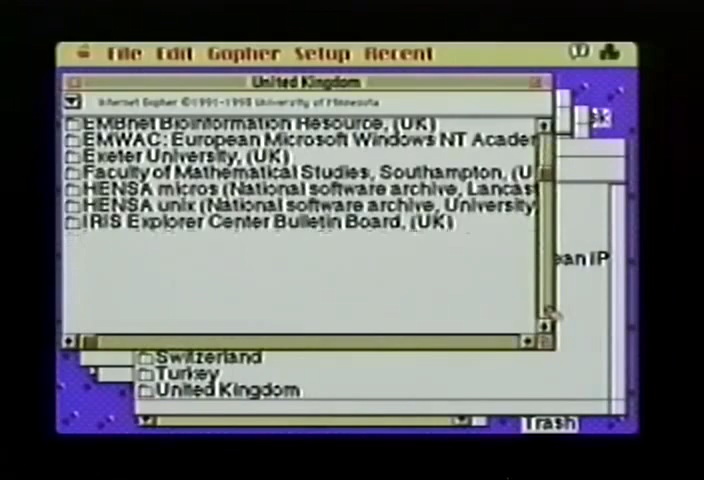 File Edit Gopher Setup Recent
United Kingdom
Internet Gopher ©1991-1993 University of Minnesota
EMBnet Bioinformation Resource, (UK)
EMWAC: European Microsoft Windows NT Academ
Exeter University, (UK)
Faculty of Mathematical Studies, Southampton, (U
HENSA micros (National software archive, Lancast
HENSA unix (National software archive, University,
IRIS Explorer Center Bulletin Board, (UK)
sk
ean IP
Switzerland
Turkey
United Kingdom
Trash